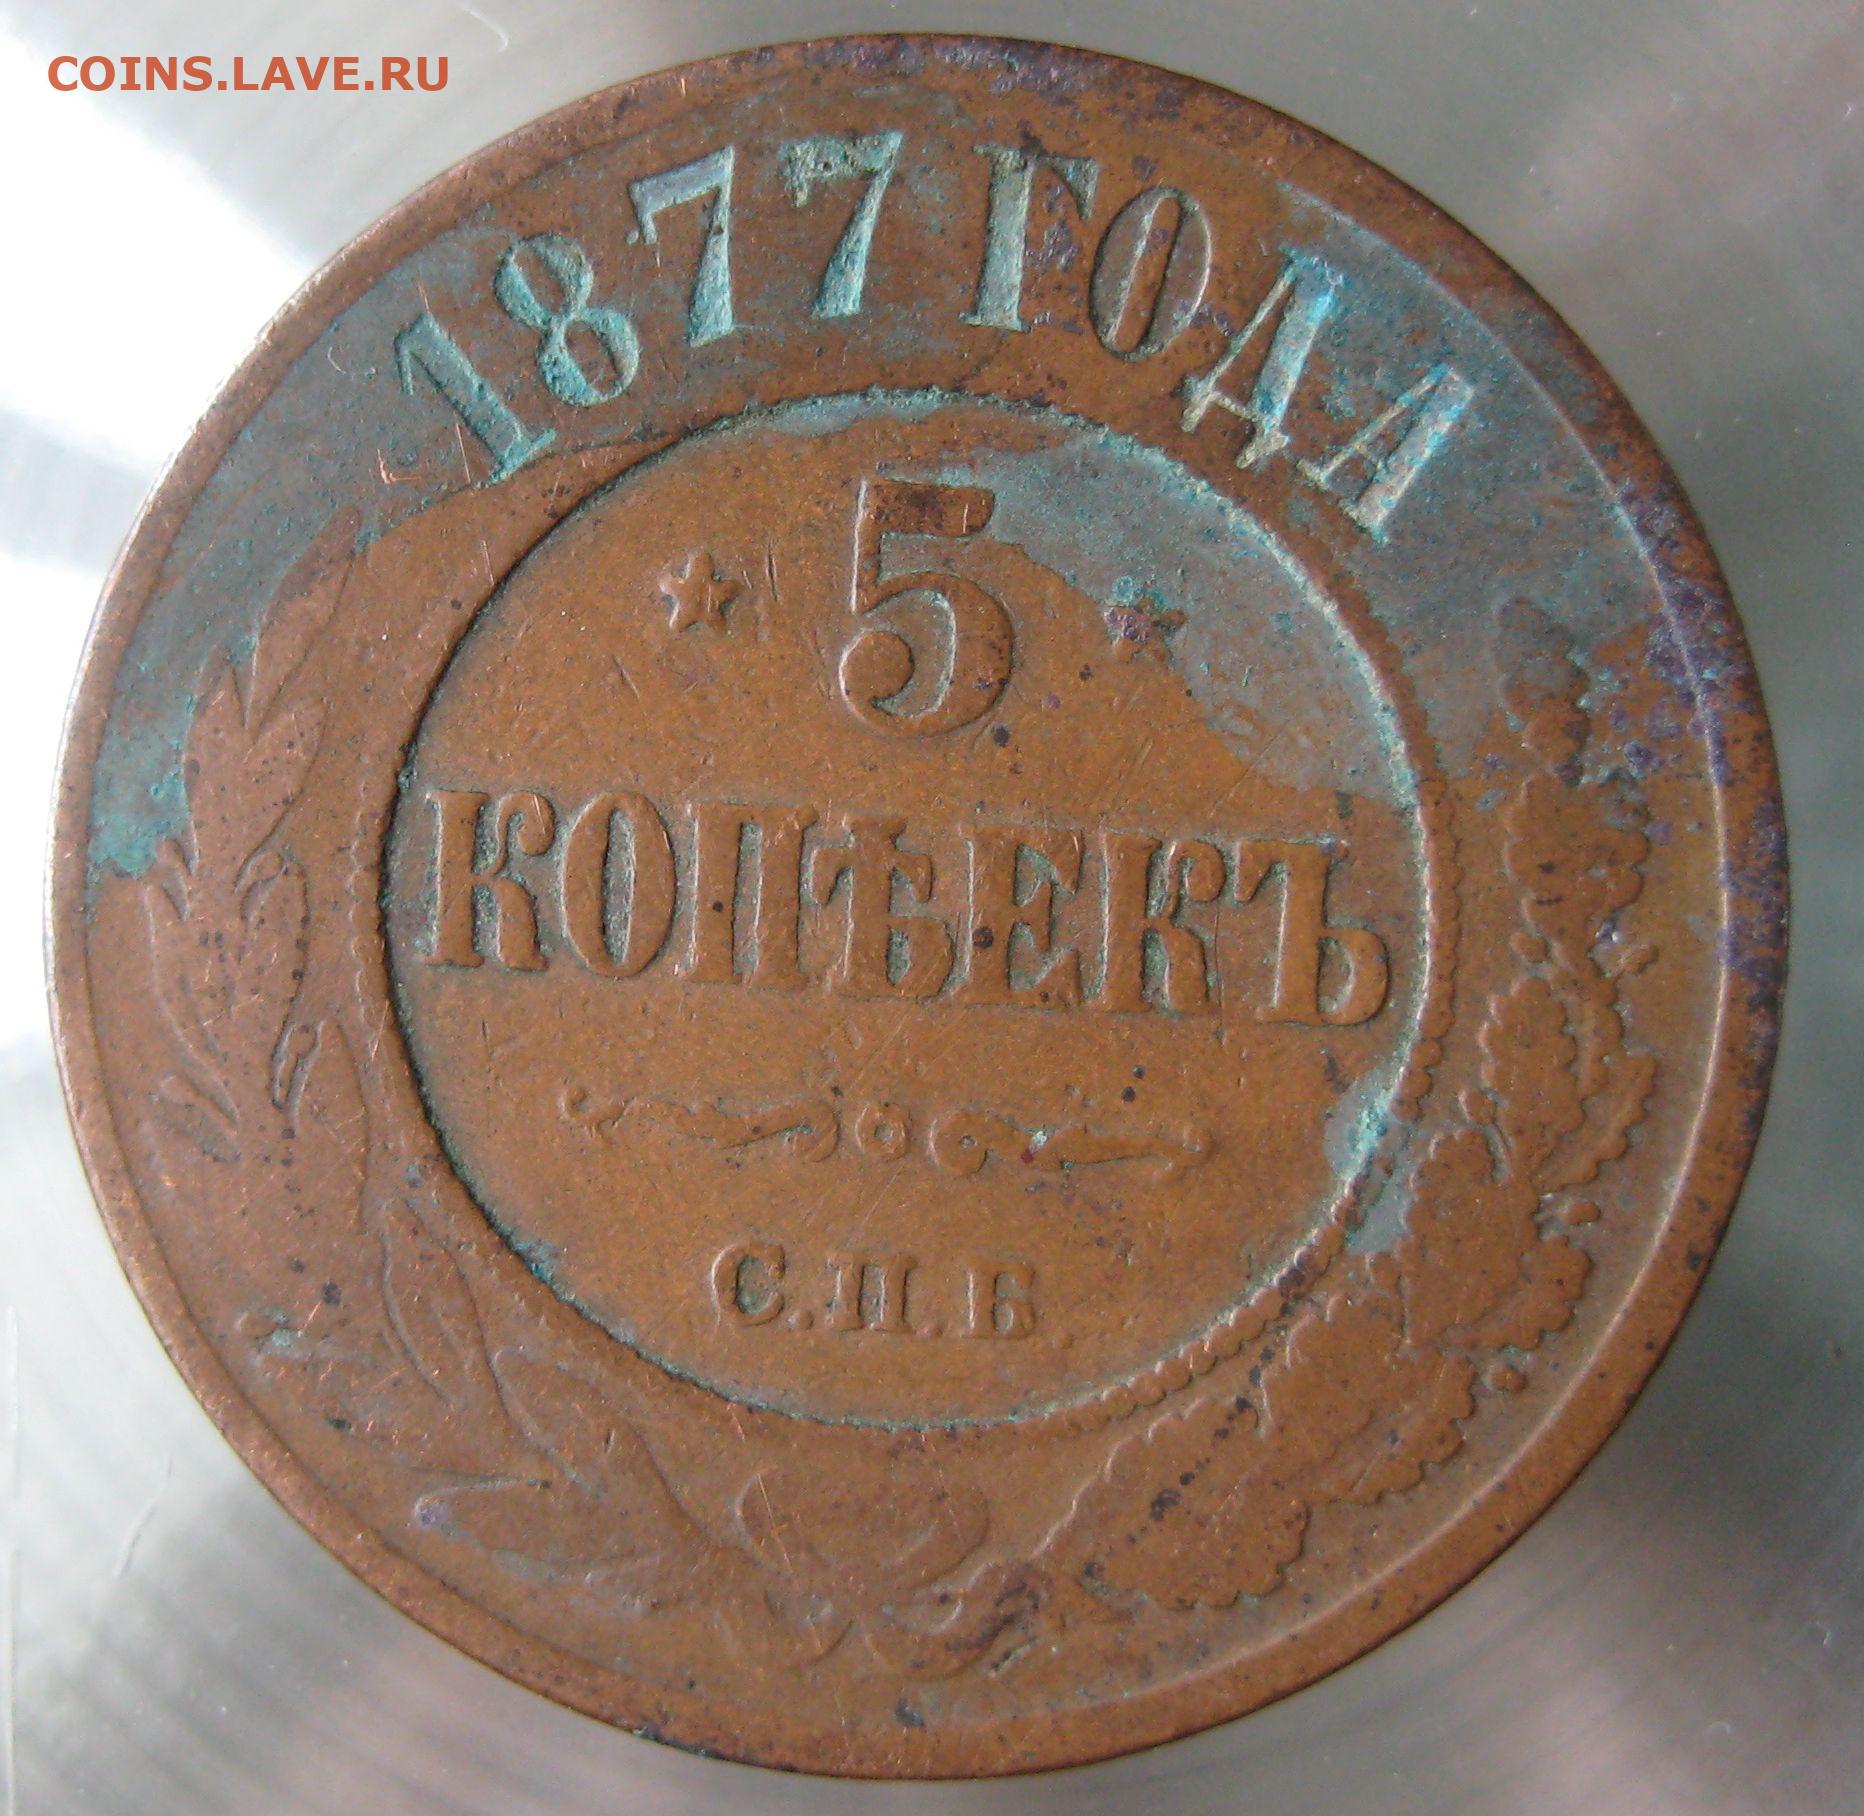 COINS.LAVE.RU
1877 ГОДА
5
КОПѢЕКЪ
С.П.Б.